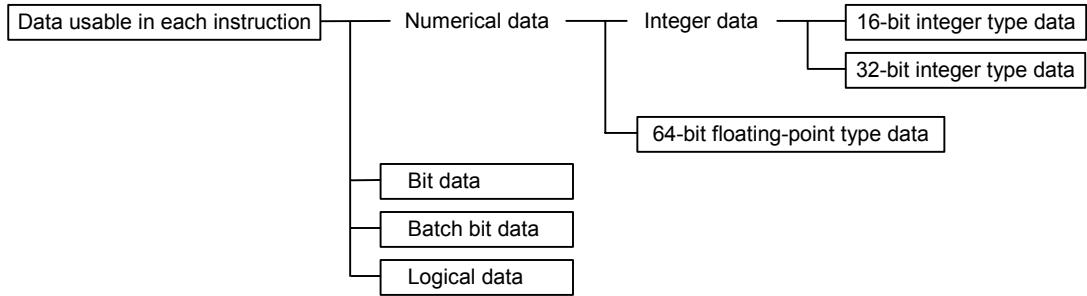 Data usable in each instruction
Numerical data
Integer data
16-bit integer type data
32-bit integer type data
64-bit floating-point type data
Bit data
Batch bit data
Logical data